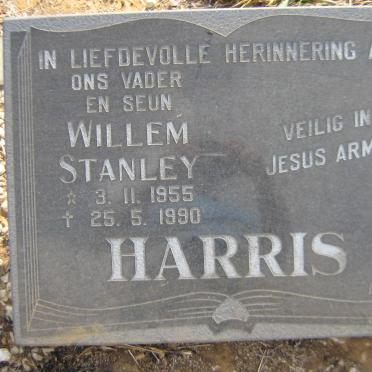 IN LIEFDEVOLLE HERINNERING A
ONS VADER
EN SEUN
WILLEM
STANLEY
☆ 3. 11. 1955
✝ 25. 5. 1990
VEILIG IN
JESUS ARM
HARRIS